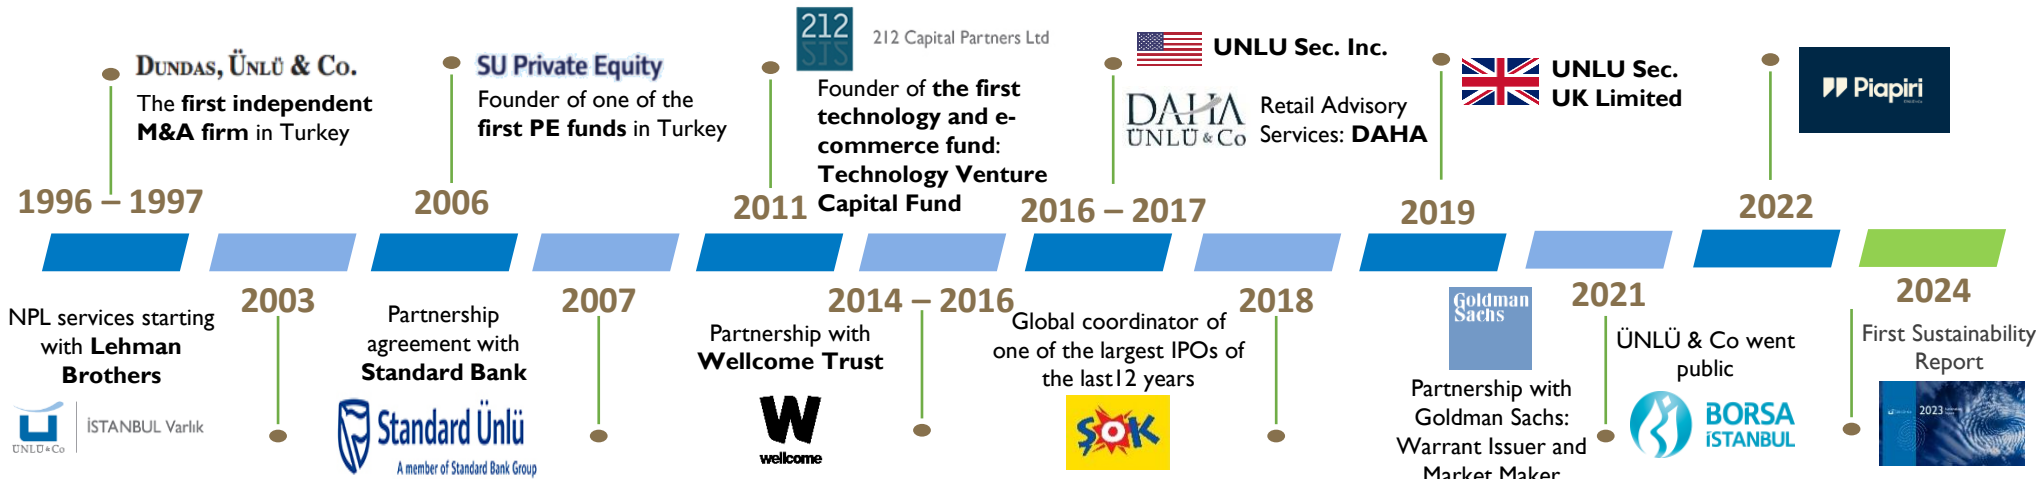 DUNDAS, ÜNLÜ & CO.
The first independent
M&A firm in Turkey
1996 – 1997
SU Private Equity
Founder of one of the
first PE funds in Turkey
2006
212
212 Capital Partners Ltd
Founder of the first
technology and e-
commerce fund:
Technology Venture
Capital Fund
2011
UNLU Sec. Inc.
DAHA
ÜNLÜ & Co
Retail Advisory
Services: DAHA
2016 – 2017
UNLU Sec.
UK Limited
2019
Piapiri
2022
NPL services starting
with Lehman
Brothers
ÜNLÜ & Co
İSTANBUL Varlık
2003
Partnership
agreement with
Standard Bank
Standard Ünlü
A member of Standard Bank Group
2007
Partnership with
Wellcome Trust
W
wellcome
2014 – 2016
Global coordinator of
one of the largest IPOs of
the last12 years
ŞOK
2018
Goldman
Sachs
Partnership with
Goldman Sachs:
Warrant Issuer and
Market Maker
2021
ÜNLÜ & Co went
public
BORSA
İSTANBUL
2024
First Sustainability
Report
2023